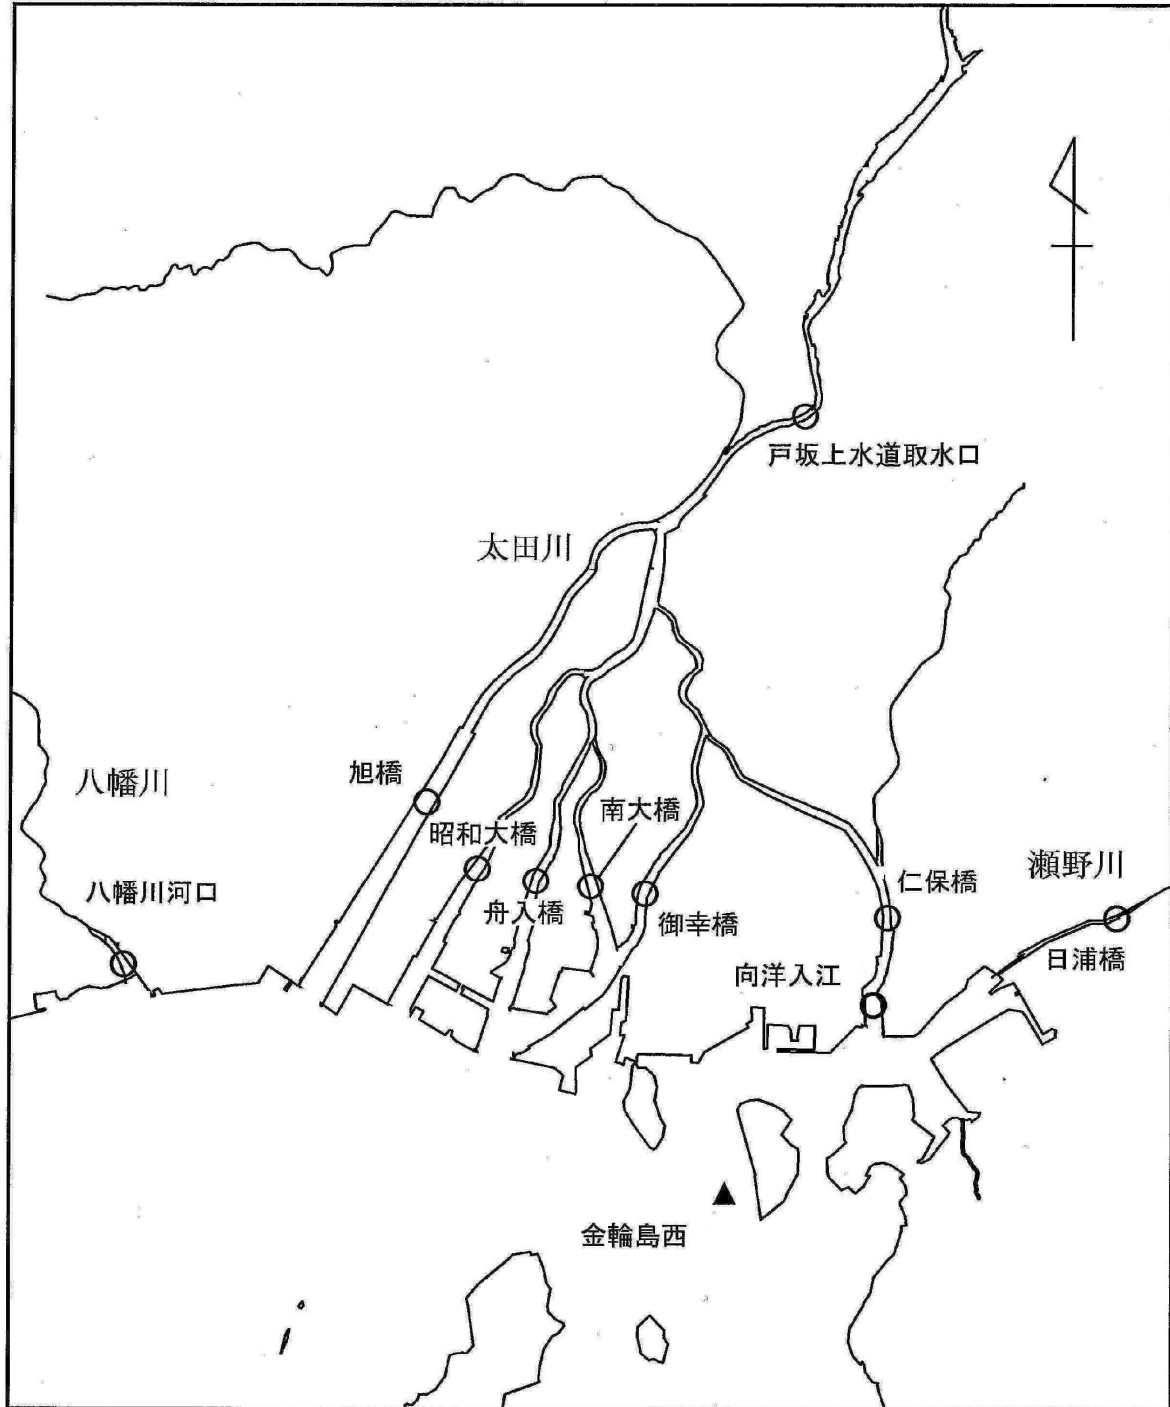 戸坂上水道取水口
太田川
旭橋
八幡川
南大橋
昭和大橋
瀬野川
仁保橋
八幡川河口
舟入橋
御幸橋
日浦橋
向洋入江
金輪島西